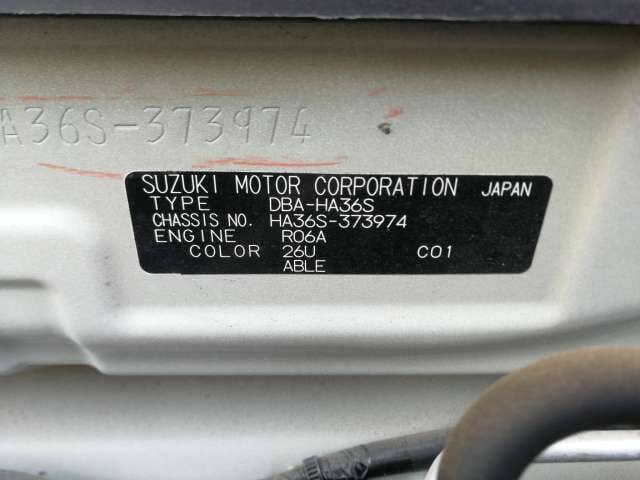 A36S-373974
SUZUKI MOTOR CORPORATION JAPAN
TYPE DBA-HA36S
CHASSIS NO. HA36S-373974
ENGINE R06A
COLOR 26U C01
ABLE